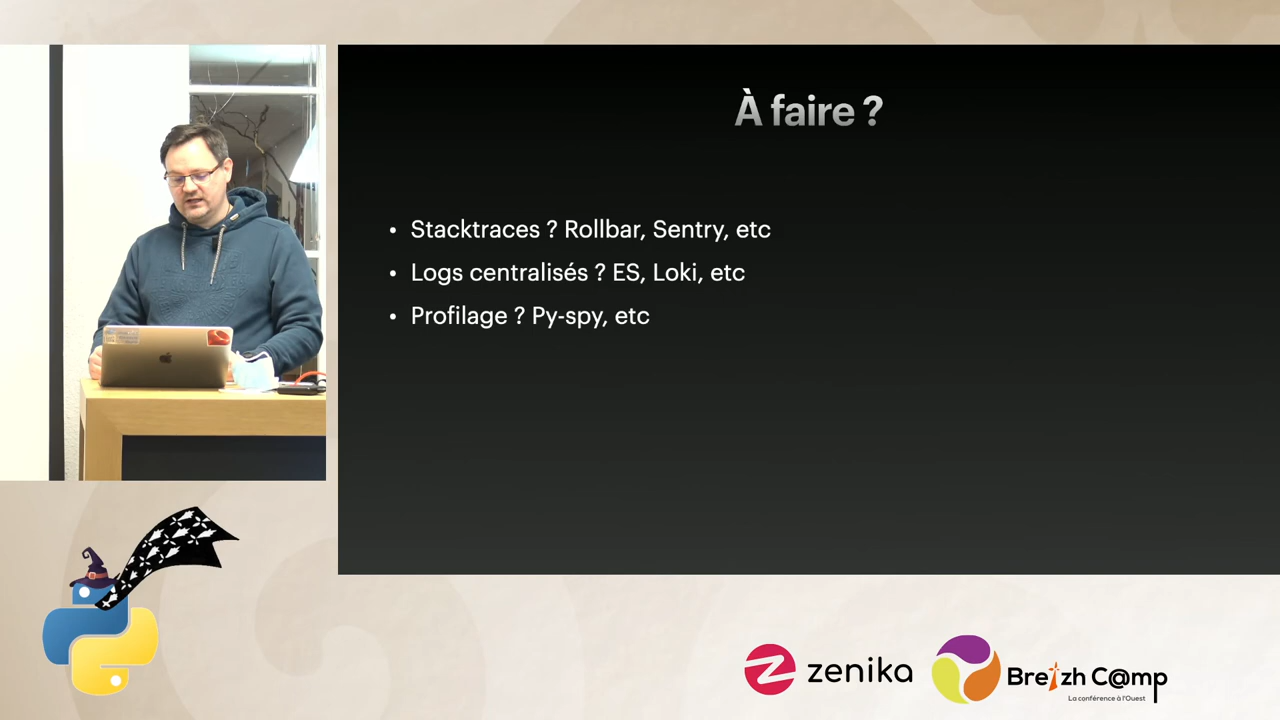 À faire ?
• Stacktraces ? Rollbar, Sentry, etc
• Logs centralisés ? ES, Loki, etc
• Profilage ? Py-spy, etc
zenika
Breizh C@mp
La conférence à l'Ouest